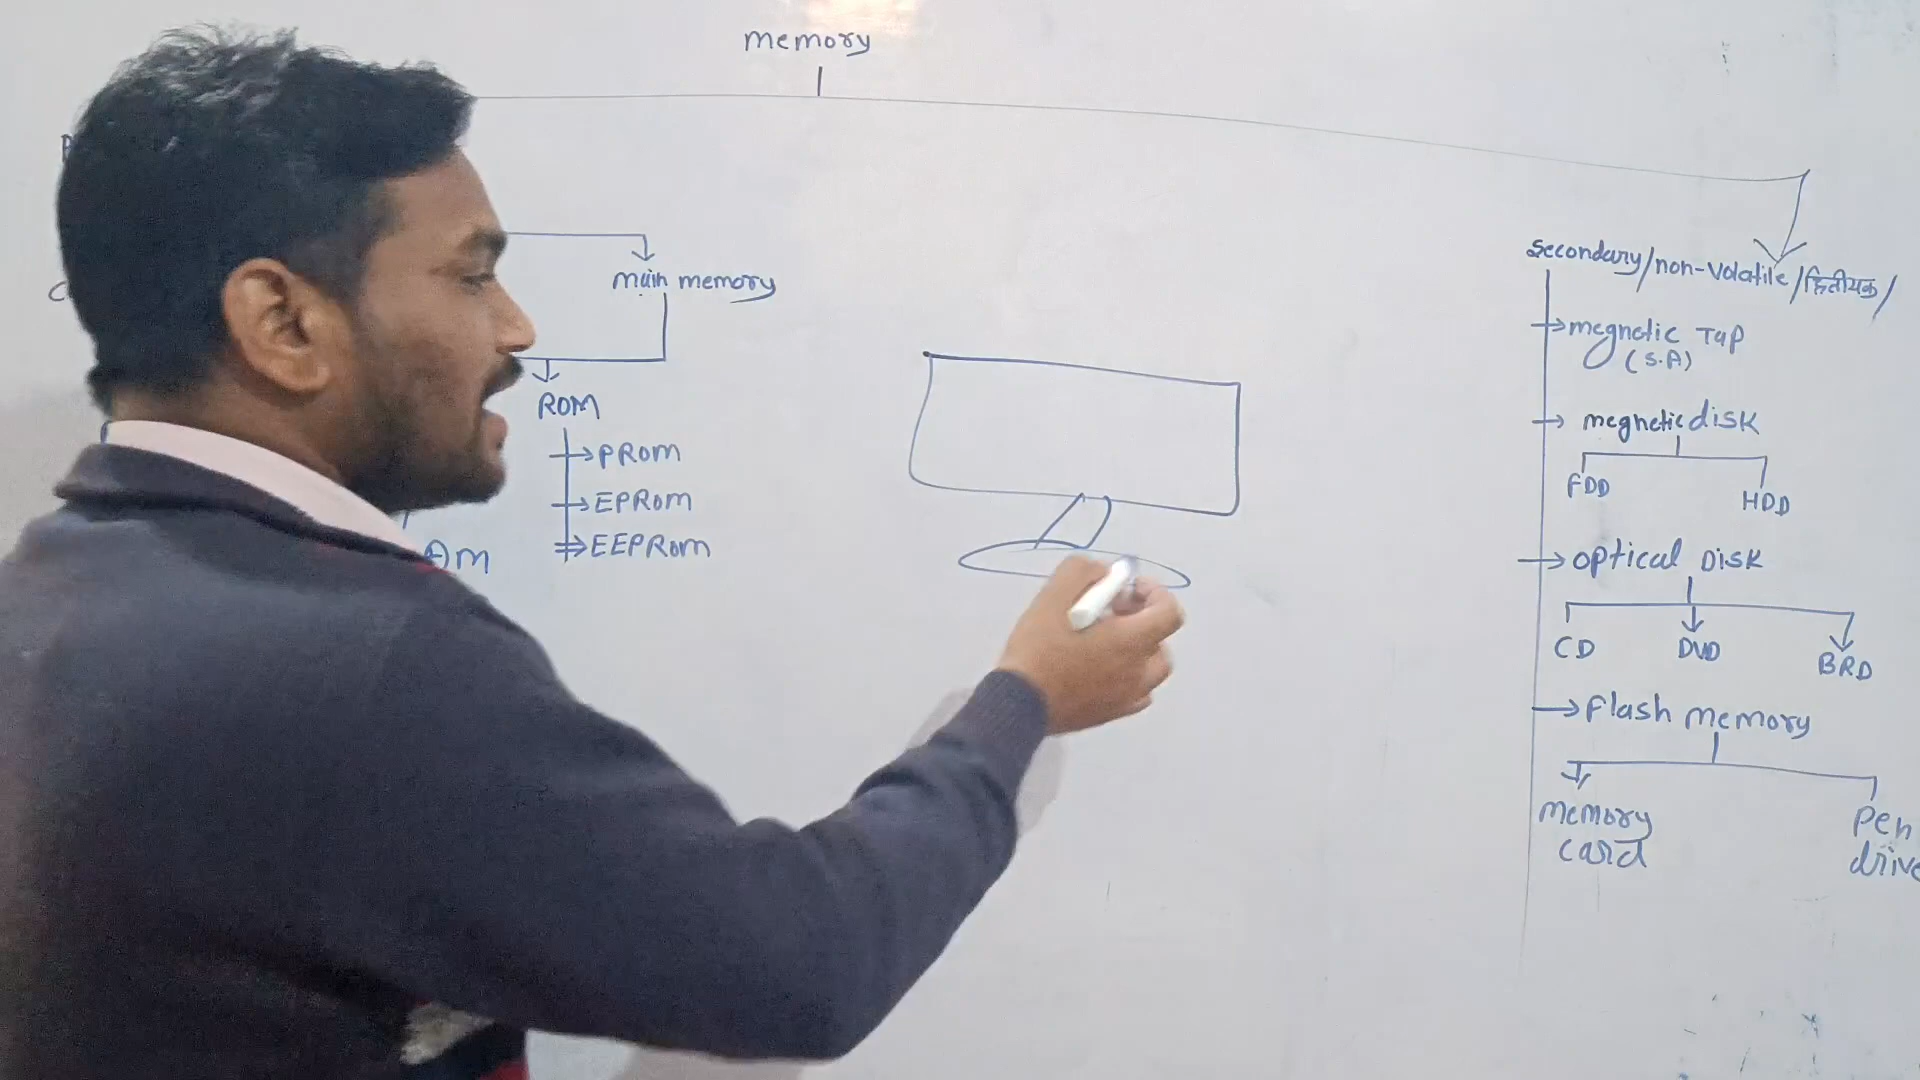 memory
main memory
ROM
PROM
EPROM
EEPROM
secondary/non-volatile/द्वितीयक/
megnetic Tap
(S.A)
megnetic disk
FDD
HDD
optical Disk
CD
DVD
BRD
Flash memory
memory
card
Pen
drive